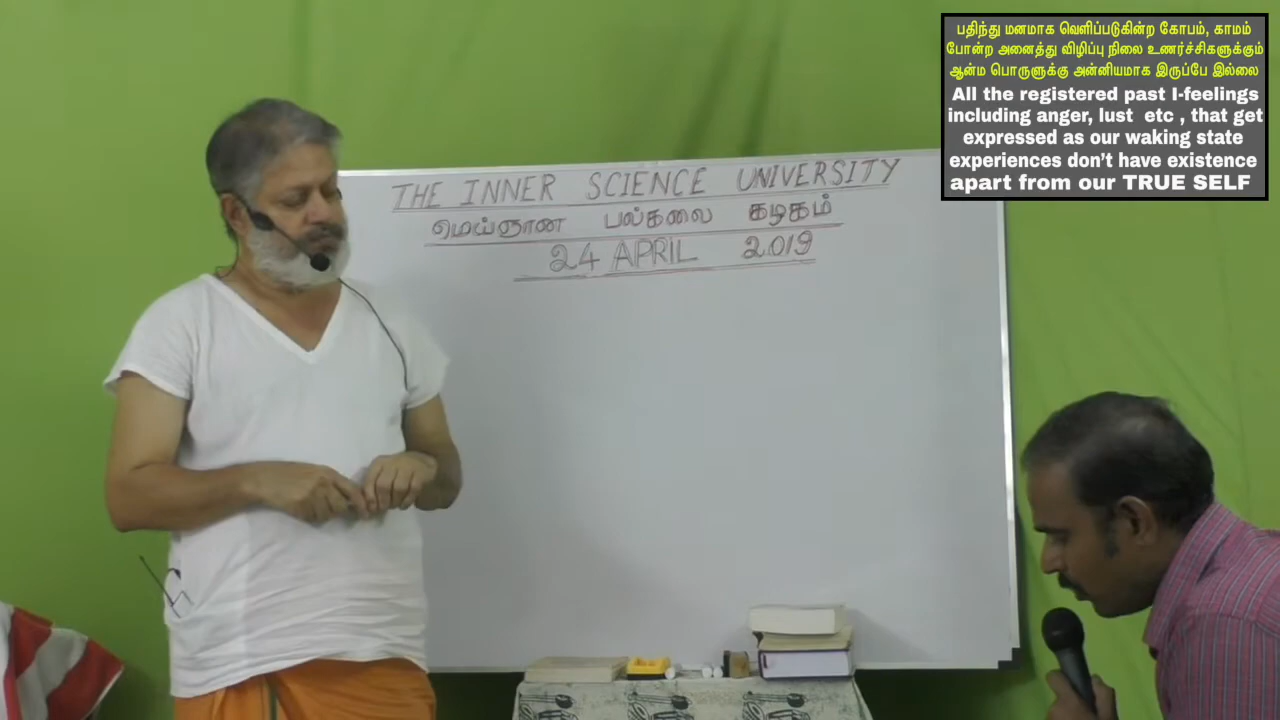 பதிந்து மனமாக வெளிப்படுகின்ற கோபம், காமம்
போன்ற அனைத்து விழிப்பு நிலை உணர்ச்சிகளுக்கும்
ஆன்ம பொருளுக்கு அன்னியமாக இருப்பே இல்லை
All the registered past I-feelings
including anger, lust etc , that get
expressed as our waking state
experiences don't have existence
apart from our TRUE SELF
THE INNER SCIENCE UNIVERSITY
மெய்ஞான பல்கலை கழகம்
24 APRIL 2019